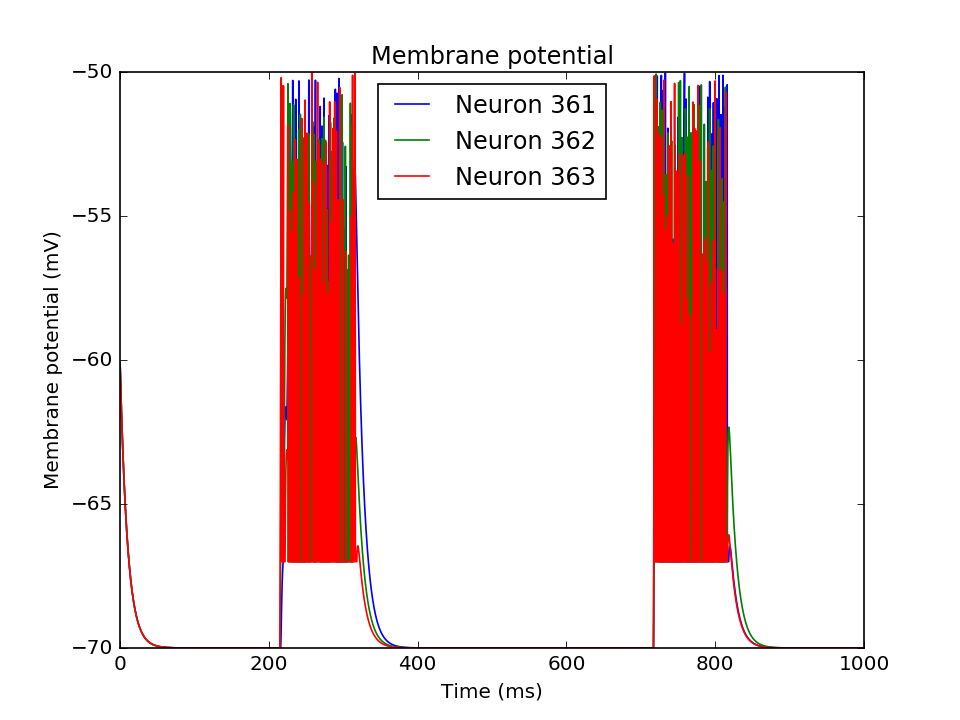 Membrane potential
Neuron 361
Neuron 362
Neuron 363
Membrane potential (mV)
−50
−55
−60
−65
−70
0
200
400
600
800
1000
Time (ms)